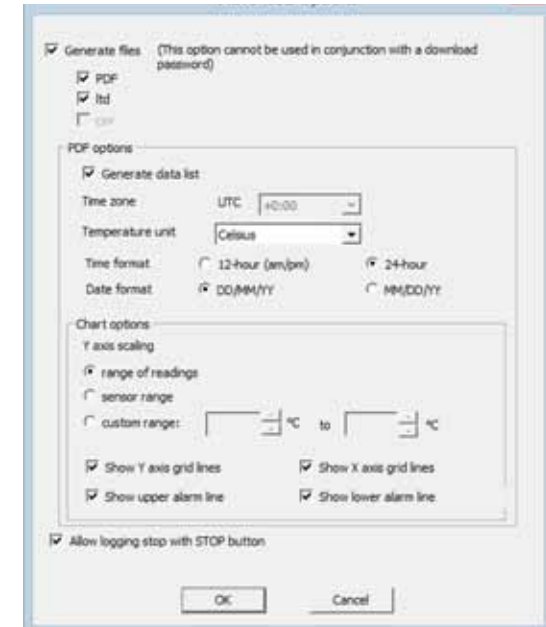 Generate files (This option cannot be used in conjunction with a download
password)
PDF
ltd
PDF options
Generate data list
Time zone UTC +0:00
Temperature unit Celsius
Time format 12-hour (am/pm) 24-hour
Date format DD/MM/YY MM/DD/YY
Chart options
Y axis scaling
range of readings
sensor range
custom range: °C to °C
Show Y axis grid lines Show X axis grid lines
Show upper alarm line Show lower alarm line
Allow logging stop with STOP button
OK Cancel